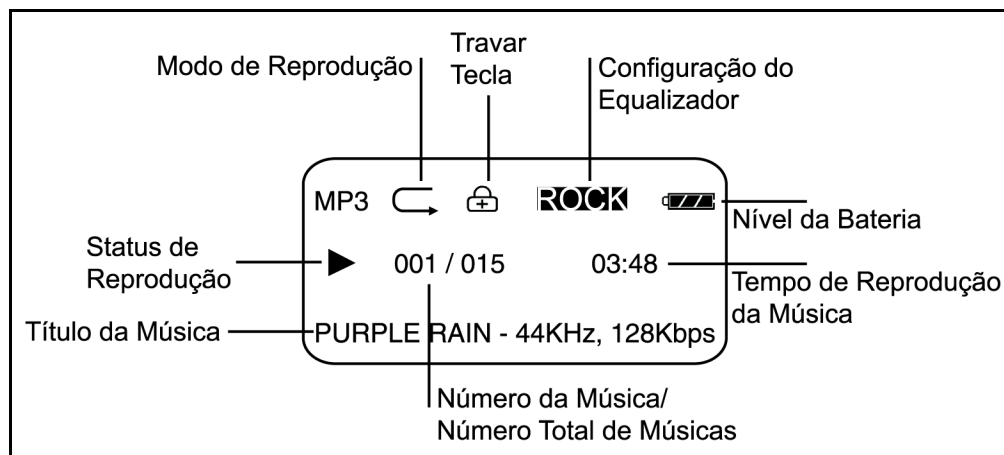 Modo de Reprodução
Travar
Tecla
Configuração do
Equalizador
MP3
ROCK
Nível da Bateria
Status de
Reprodução
001 / 015
03:48
Tempo de Reprodução
da Música
Título da Música
PURPLE RAIN - 44KHz, 128Kbps
Número da Música/
Número Total de Músicas